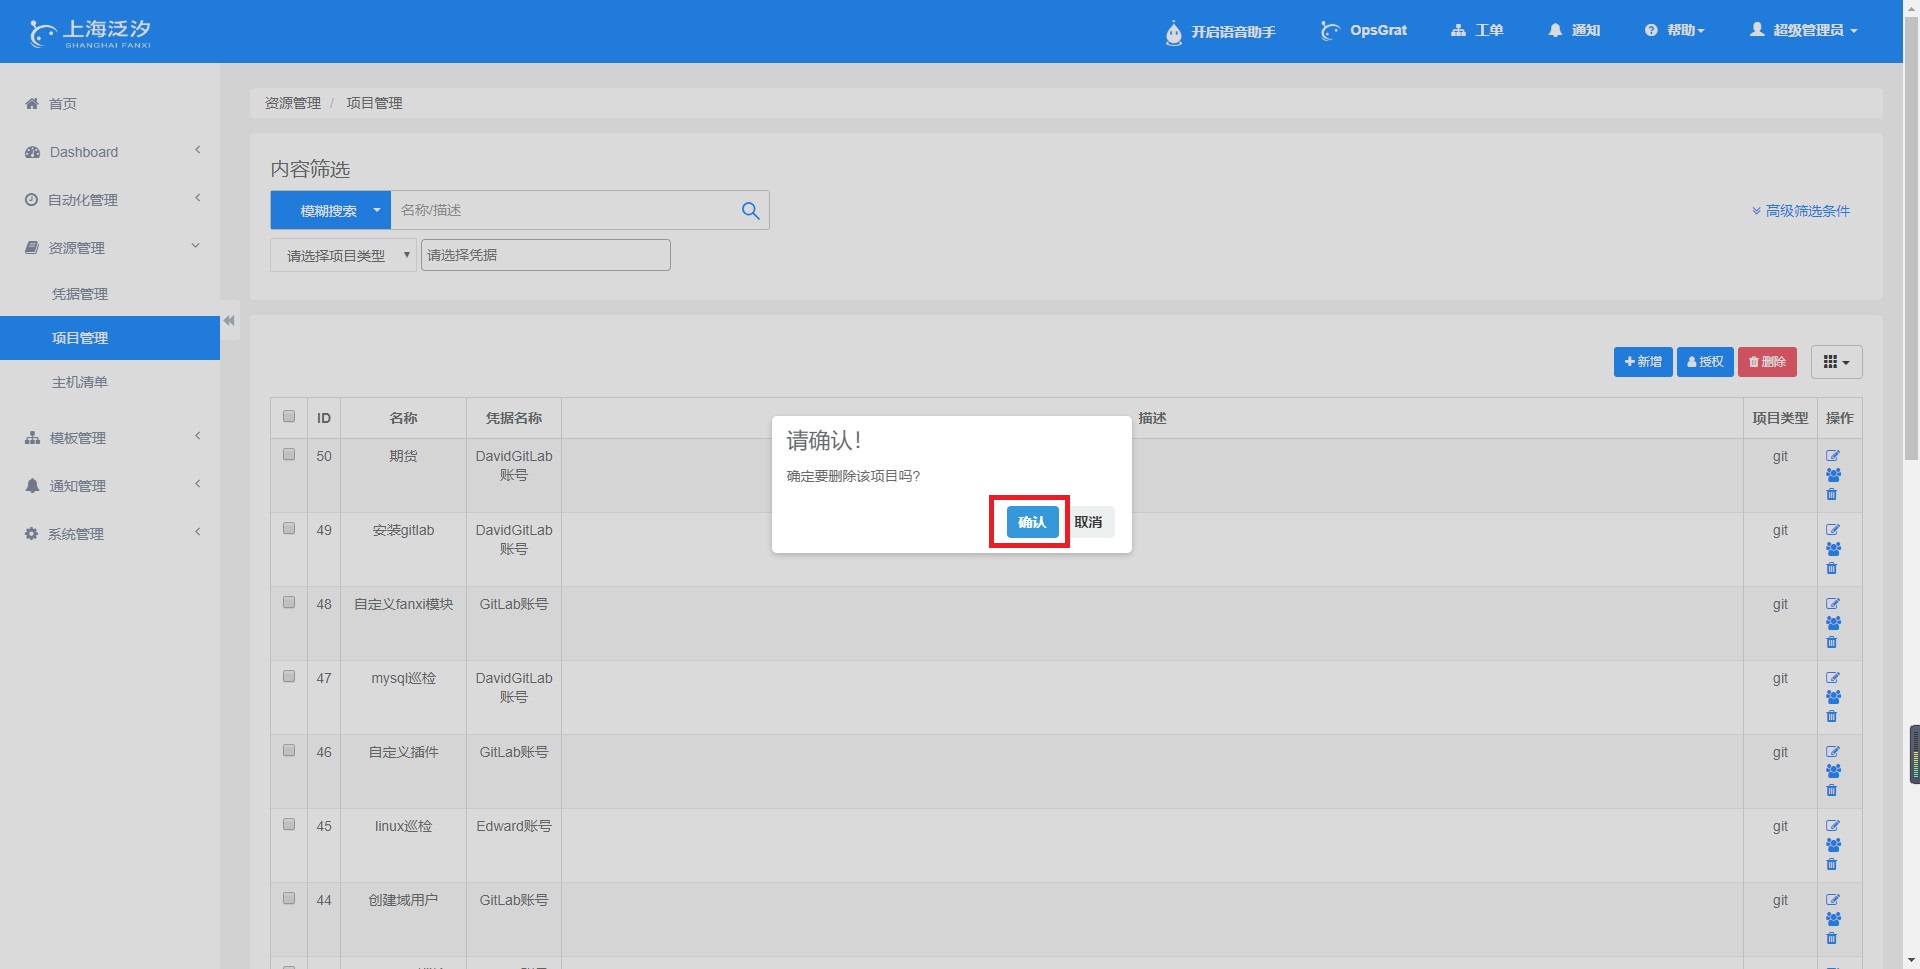 上海泛汐
SHANGHAI FANXI
开启语音助手
OpsGrat
工单
通知
帮助
超级管理员
首页
Dashboard
自动化管理
资源管理
凭据管理
项目管理
主机清单
模板管理
通知管理
系统管理
资源管理 / 项目管理
内容筛选
模糊搜索 名称/描述
高级筛选条件
请选择项目类型 请选择凭据
新增 授权 删除
ID 名称 凭据名称 描述 项目类型 操作
50 期货 DavidGitLab账号 git
49 安装gitlab DavidGitLab账号 git
48 自定义fanxi模块 GitLab账号 git
47 mysql巡检 DavidGitLab账号 git
46 自定义插件 GitLab账号 git
45 linux巡检 Edward账号 git
44 创建域用户 GitLab账号 git
请确认!
确定要删除该项目吗?
确认 取消